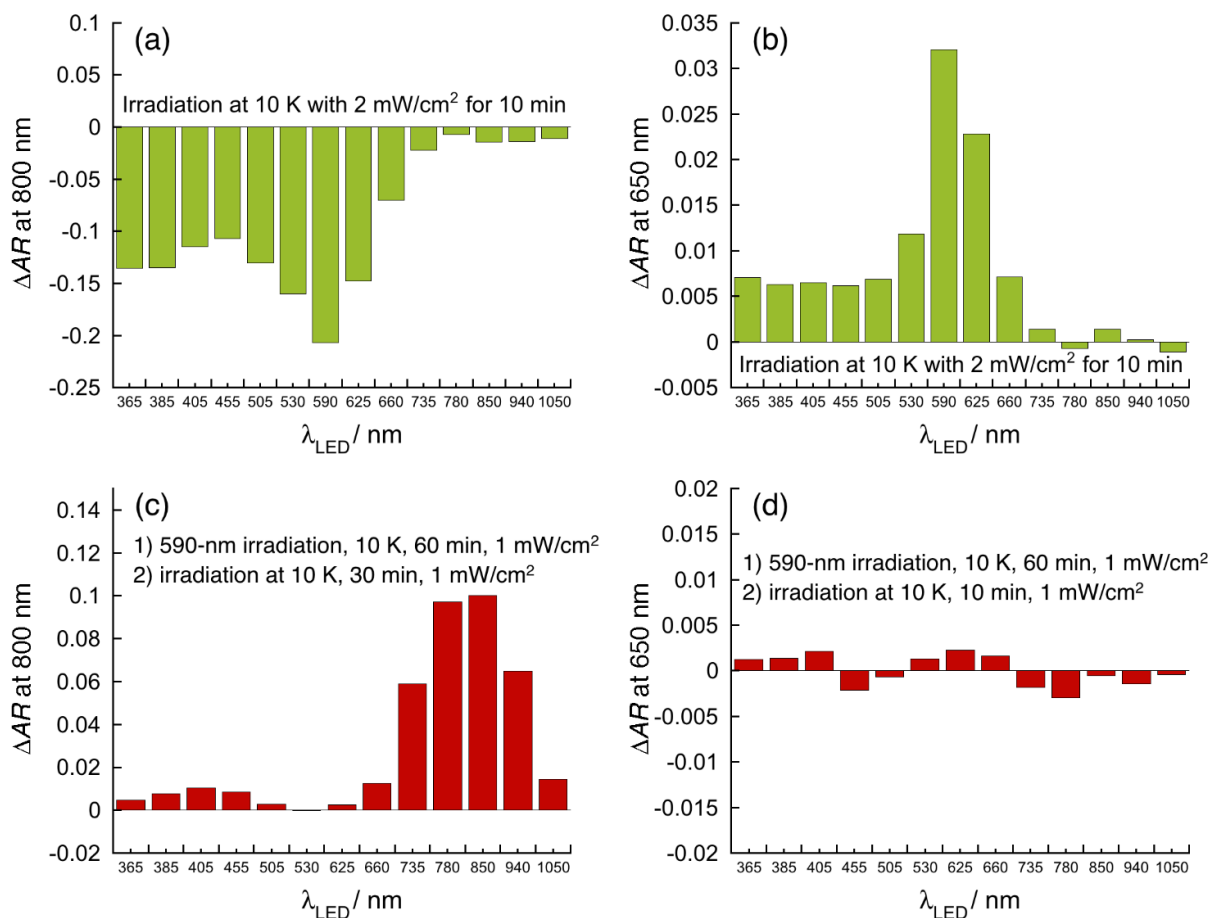 (a)
0.1
0.05
0
-0.05
-0.1
-0.15
-0.2
-0.25
ΔAR at 800 nm
Irradiation at 10 K with 2 mW/cm² for 10 min
365 385 405 455 505 530 590 625 660 735 780 850 940 1050
λLED / nm
(b)
0.035
0.03
0.025
0.02
0.015
0.01
0.005
0
-0.005
ΔAR at 650 nm
Irradiation at 10 K with 2 mW/cm² for 10 min
365 385 405 455 505 530 590 625 660 735 780 850 940 1050
λLED / nm
(c)
0.14
0.12
0.1
0.08
0.06
0.04
0.02
0
-0.02
ΔAR at 800 nm
1) 590-nm irradiation, 10 K, 60 min, 1 mW/cm²
2) irradiation at 10 K, 30 min, 1 mW/cm²
365 385 405 455 505 530 625 660 735 780 850 940 1050
λLED / nm
(d)
0.02
0.015
0.01
0.005
0
-0.005
-0.01
-0.015
-0.02
ΔAR at 650 nm
1) 590-nm irradiation, 10 K, 60 min, 1 mW/cm²
2) irradiation at 10 K, 10 min, 1 mW/cm²
365 385 405 455 505 530 625 660 735 780 850 940 1050
λLED / nm